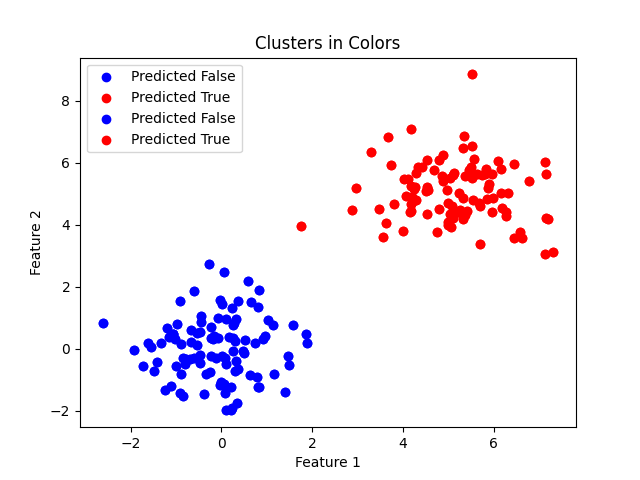 Clusters in Colors
Predicted False
Predicted True
Predicted False
Predicted True
Feature 2
8
6
4
2
0
−2
−2 0 2 4 6
Feature 1